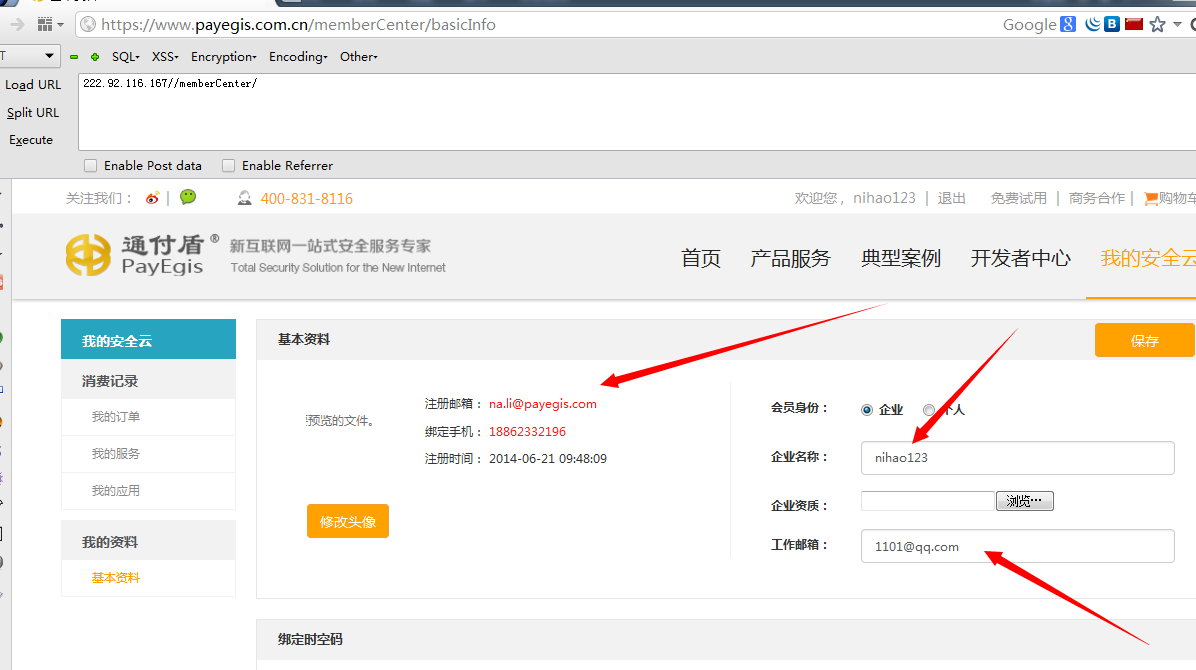 https://www.payegis.com.cn/memberCenter/basicInfo Google
SQL XSS Encryption Encoding Other
Load URL 222.92.116.167//memberCenter/
Split URL
Execute
Enable Post data Enable Referrer
关注我们： | 400-831-8116 欢迎您，nihao123 | 退出 免费试用 | 商务合作 | 购物车
通付盾® 新互联网一站式安全服务专家
PayEgis Total Security Solution for the New Internet
首页 产品服务 典型案例 开发者中心 我的安全云
我的安全云 基本资料 保存
消费记录
我的订单
我的服务
我的应用
我的资料
基本资料
预览的文件。
修改头像
注册邮箱： na.li@payegis.com
绑定手机： 18862332196
注册时间： 2014-06-21 09:48:09
会员身份： 企业 个人
企业名称： nihao123
企业资质： 浏览…
工作邮箱： 1101@qq.com
绑定时空码